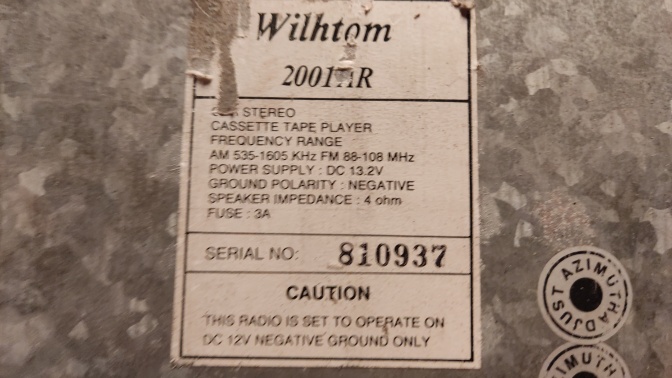 Wilhtom
2001 AR
STEREO
CASSETTE TAPE PLAYER
FREQUENCY RANGE
AM 535-1605 KHz FM 88-108 MHz
POWER SUPPLY : DC 13.2V
GROUND POLARITY : NEGATIVE
SPEAKER IMPEDANCE : 4 ohm
FUSE : 3A
SERIAL NO: 810937
CAUTION
THIS RADIO IS SET TO OPERATE ON
DC 12V NEGATIVE GROUND ONLY
AZIMUTH ADJUST